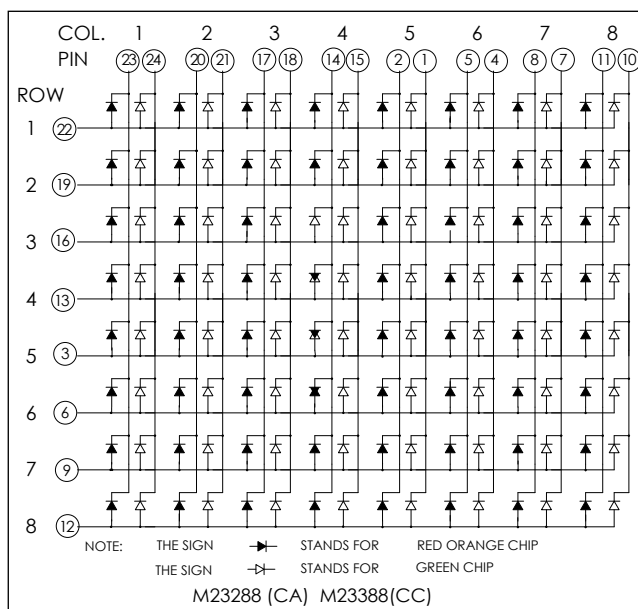 COL. 1 2 3 4 5 6 7 8
PIN 23 24 20 21 17 18 14 15 2 1 5 4 8 7 11 10
ROW
1 22
2 19
3 16
4 13
5 3
6 6
7 9
8 12
NOTE: THE SIGN STANDS FOR RED ORANGE CHIP
THE SIGN STANDS FOR GREEN CHIP
M23288 (CA) M23388(CC)